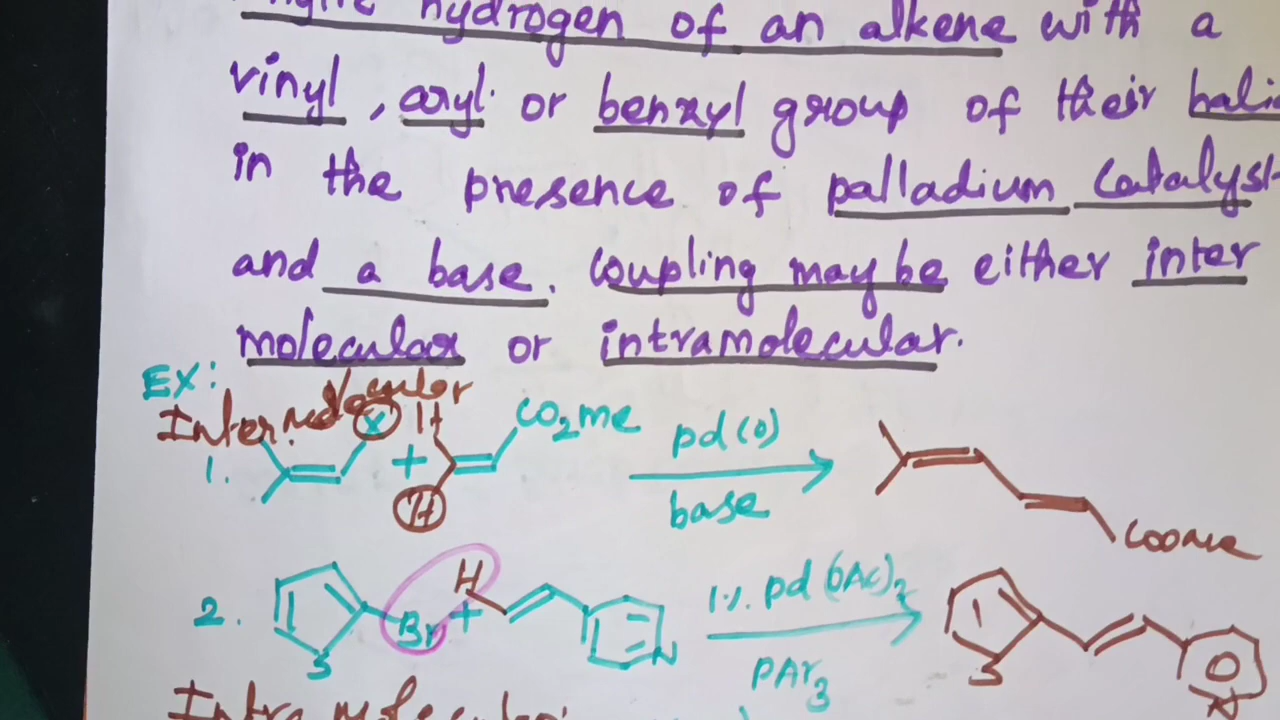 hydrogen of an alkene with a
vinyl, aryl or benzyl group of their
in the presence of palladium catalyst
and a base. coupling may be either inter
molecular or intramolecular.
EX:
Intermolecular
1. X + H H CO2me pd(0) base COOMe
2. S Br + H N 1% pd(OAc)2 PAr3 S N
Intramolecular